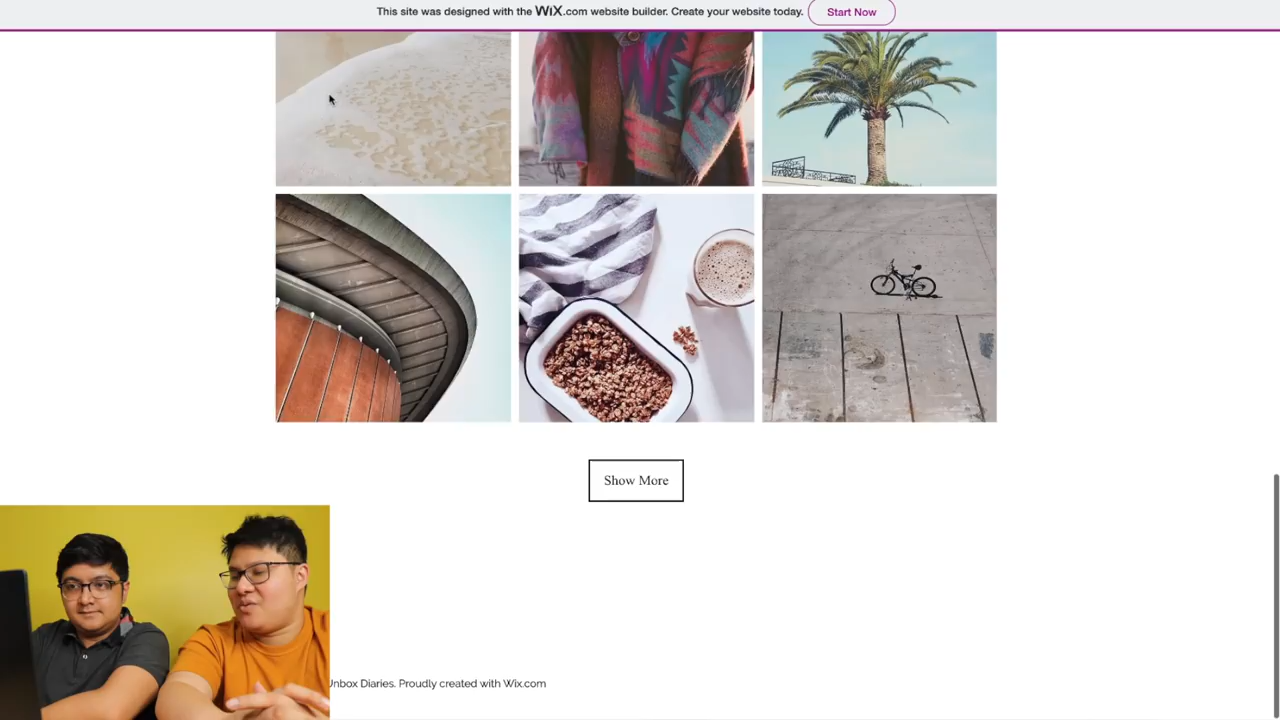 This site was designed with the WiX.com website builder. Create your website today.
Start Now
Show More
Unbox Diaries. Proudly created with Wix.com